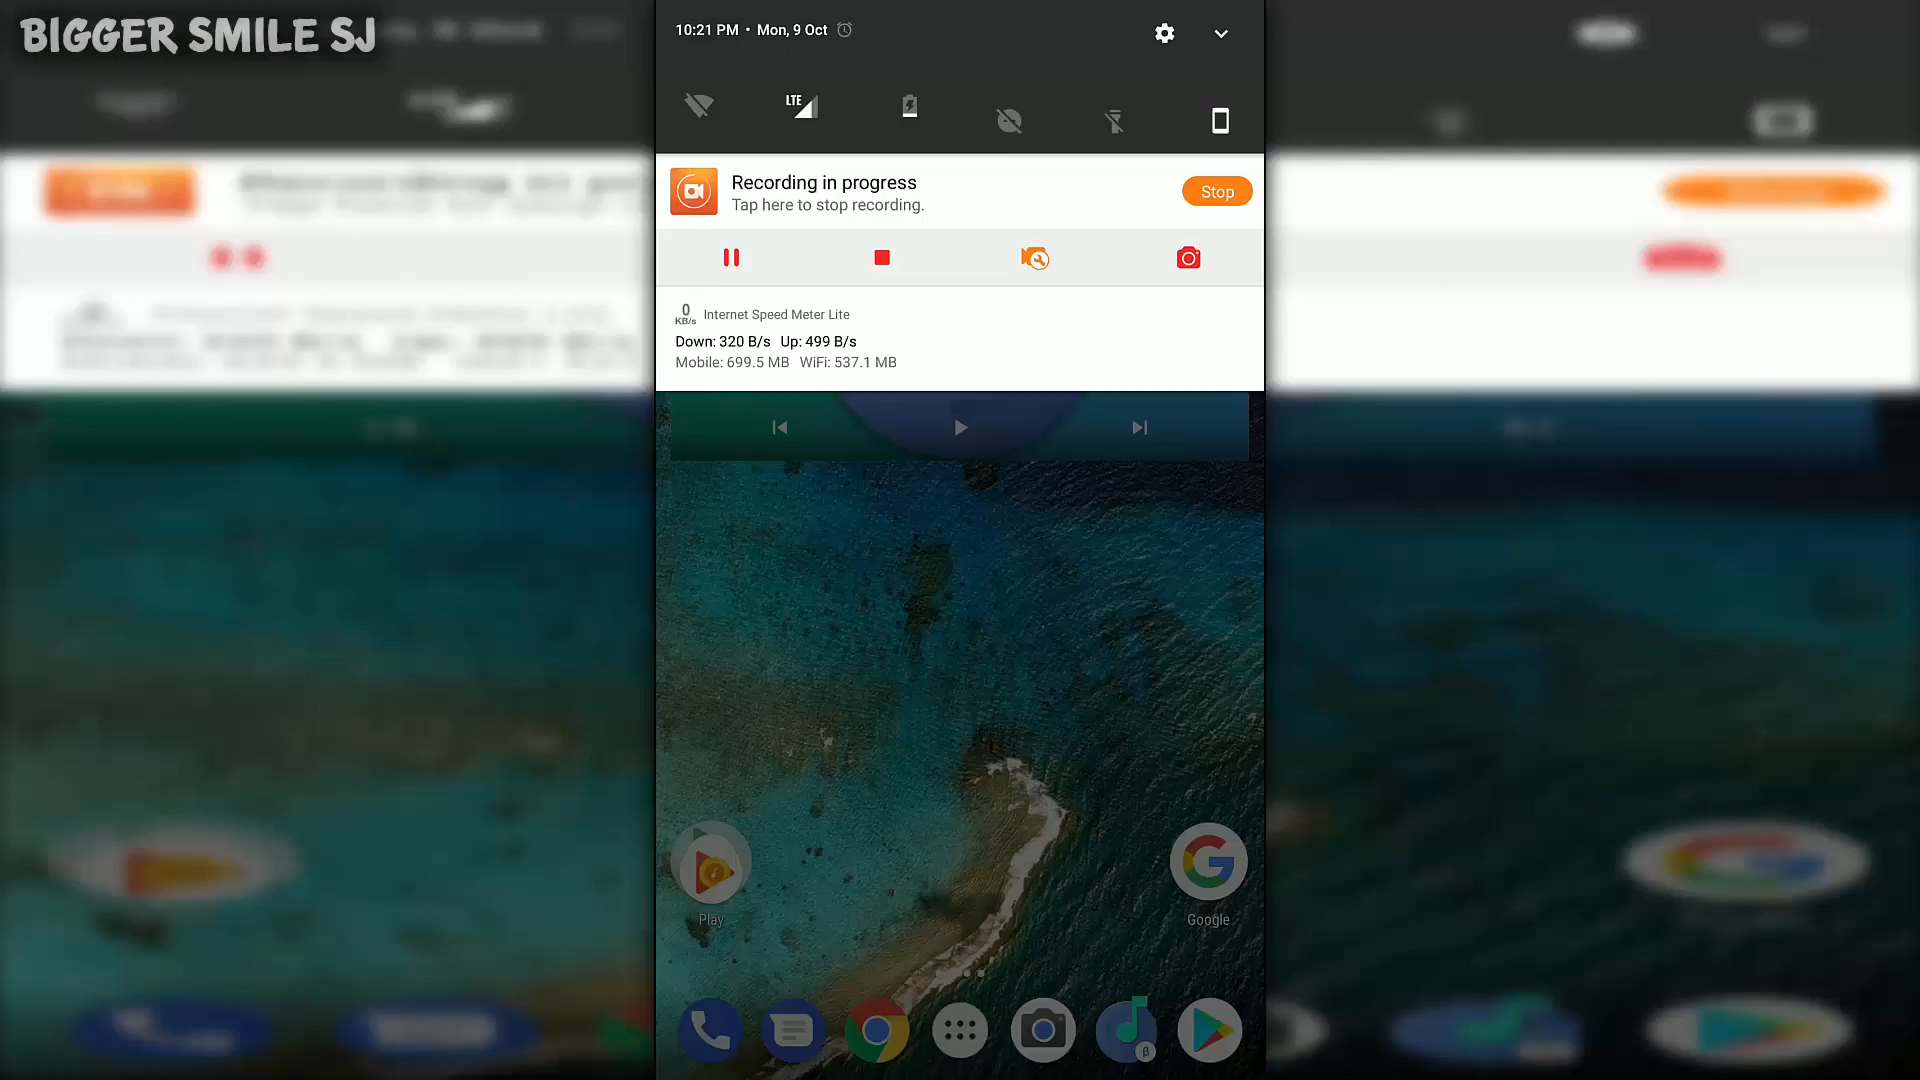 BIGGER SMILE SJ
10:21 PM • Mon, 9 Oct
LTE
Recording in progress
Tap here to stop recording.
Stop
0
KB/s
Internet Speed Meter Lite
Down: 320 B/s Up: 499 B/s
Mobile: 699.5 MB WiFi: 537.1 MB
Play
Google
β